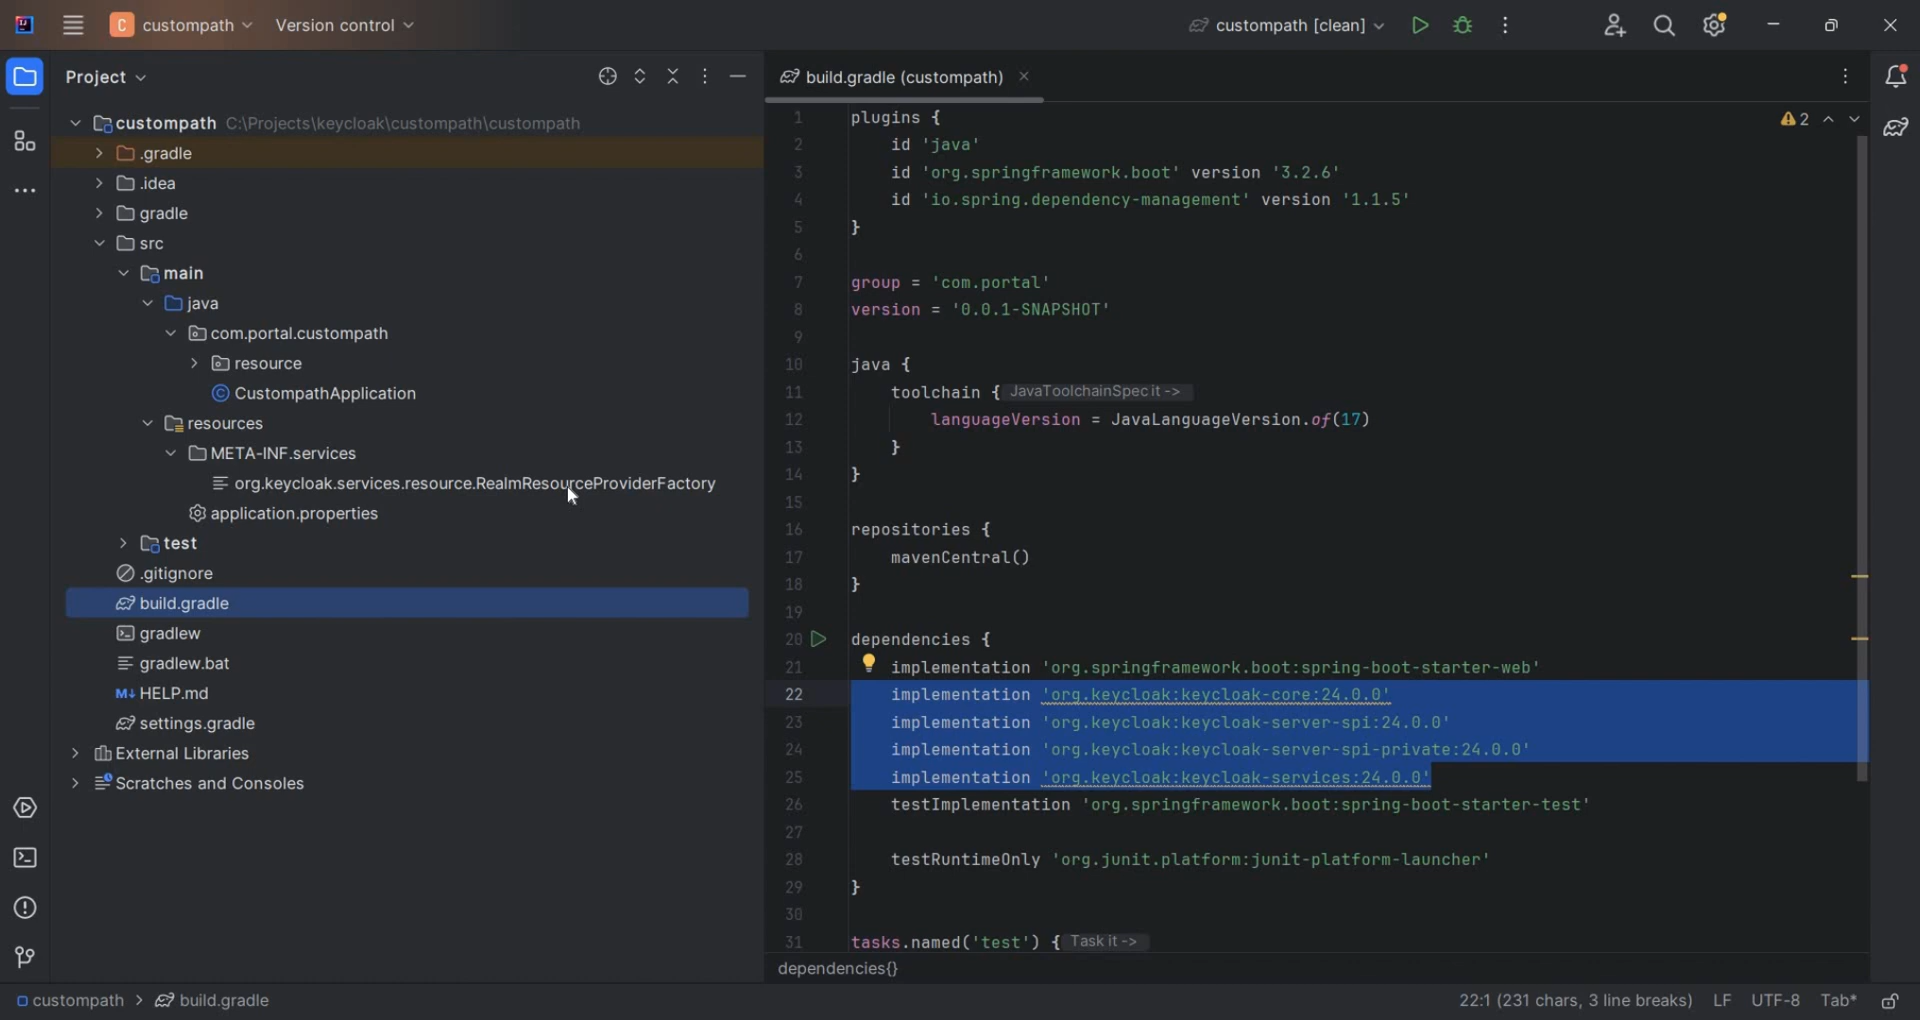 C custompath Version control custompath [clean]
Project
build.gradle (custompath)
custompath C:\Projects\keycloak\custompath\custompath
.gradle
.idea
gradle
src
main
java
com.portal.custompath
resource
CustompathApplication
resources
META-INF.services
org.keycloak.services.resource.RealmResourceProviderFactory
application.properties
test
.gitignore
build.gradle
gradlew
gradlew.bat
M↓ HELP.md
settings.gradle
External Libraries
Scratches and Consoles
2
1 plugins {
2 id 'java'
3 id 'org.springframework.boot' version '3.2.6'
4 id 'io.spring.dependency-management' version '1.1.5'
5 }
6
7 group = 'com.portal'
8 version = '0.0.1-SNAPSHOT'
9
10 java {
11 toolchain { JavaToolchainSpec it ->
12 languageVersion = JavaLanguageVersion.of(17)
13 }
14 }
15
16 repositories {
17 mavenCentral()
18 }
19
20 dependencies {
21 implementation 'org.springframework.boot:spring-boot-starter-web'
22 implementation 'org.keycloak:keycloak-core:24.0.0'
23 implementation 'org.keycloak:keycloak-server-spi:24.0.0'
24 implementation 'org.keycloak:keycloak-server-spi-private:24.0.0'
25 implementation 'org.keycloak:keycloak-services:24.0.0'
26 testImplementation 'org.springframework.boot:spring-boot-starter-test'
27
28 testRuntimeOnly 'org.junit.platform:junit-platform-launcher'
29 }
30
31 tasks.named('test') { Task it ->
dependencies{}
custompath > build.gradle
22:1 (231 chars, 3 line breaks) LF UTF-8 Tab*